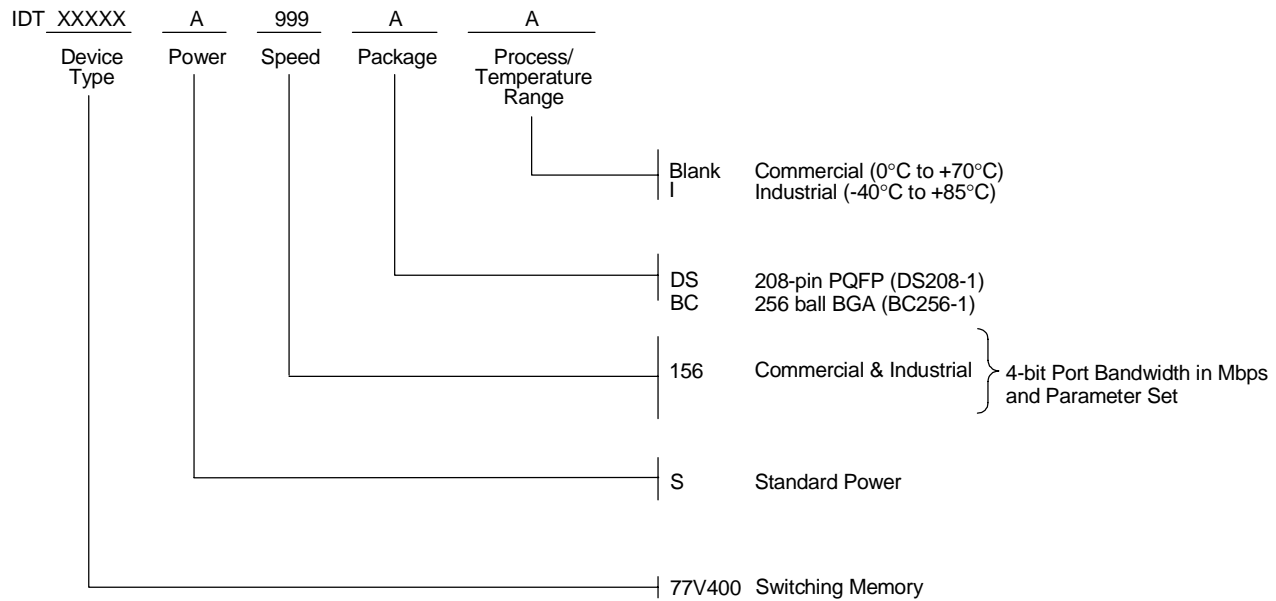 IDT XXXXX A 999 A A
Device Type
Power
Speed
Package
Process/
Temperature
Range
Blank Commercial (0°C to +70°C)
I Industrial (-40°C to +85°C)
DS 208-pin PQFP (DS208-1)
BC 256 ball BGA (BC256-1)
156 Commercial & Industrial
4-bit Port Bandwidth in Mbps
and Parameter Set
S Standard Power
77V400 Switching Memory